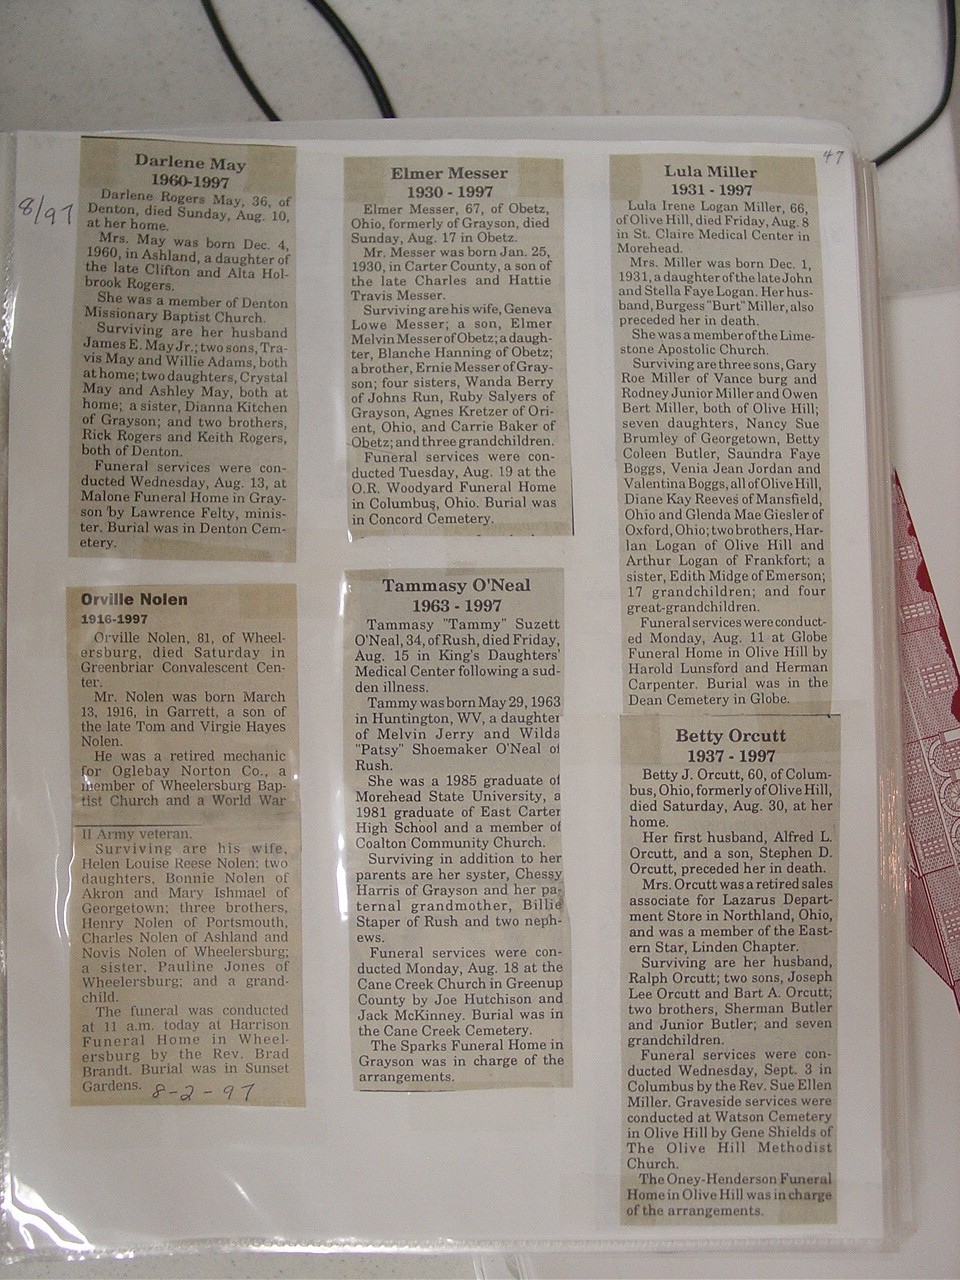 47
8/97
Darlene May
1960-1997
Darlene Rogers May, 36, of
Denton, died Sunday, Aug. 10,
at her home.
Mrs. May was born Dec. 4,
1960, in Ashland, a daughter of
the late Clifton and Alta Hol-
brook Rogers.
She was a member of Denton
Missionary Baptist Church.
Surviving are her husband
James E. May Jr.; two sons, Tra-
vis May and Willie Adams, both
at home; two daughters, Crystal
May and Ashley May, both at
home; a sister, Dianna Kitchen
of Grayson; and two brothers,
Rick Rogers and Keith Rogers,
both of Denton.
Funeral services were con-
ducted Wednesday, Aug. 13, at
Malone Funeral Home in Gray-
son by Lawrence Felty, minis-
ter. Burial was in Denton Cem-
etery.
Orville Nolen
1916-1997
Orville Nolen, 81, of Wheel-
ersburg, died Saturday in
Greenbriar Convalescent Cen-
ter.
Mr. Nolen was born March
13, 1916, in Garrett, a son of
the late Tom and Virgie Hayes
Nolen.
He was a retired mechanic
for Oglebay Norton Co., a
member of Wheelersburg Bap-
tist Church and a World War
II Army veteran.
Surviving are his wife,
Helen Louise Reese Nolen; two
daughters, Bonnie Nolen of
Akron and Mary Ishmael of
Georgetown; three brothers,
Henry Nolen of Portsmouth,
Charles Nolen of Ashland and
Novis Nolen of Wheelersburg;
a sister, Pauline Jones of
Wheelersburg; and a grand-
child.
The funeral was conducted
at 11 a.m. today at Harrison
Funeral Home in Wheel-
ersburg by the Rev. Brad
Brandt. Burial was in Sunset
Gardens.
8-2-97
Elmer Messer
1930 - 1997
Elmer Messer, 67, of Obetz,
Ohio, formerly of Grayson, died
Sunday, Aug. 17 in Obetz.
Mr. Messer was born Jan. 25,
1930, in Carter County, a son of
the late Charles and Hattie
Travis Messer.
Surviving are his wife, Geneva
Lowe Messer; a son, Elmer
Melvin Messer of Obetz; a daugh-
ter, Blanche Hanning of Obetz;
a brother, Ernie Messer of Gray-
son; four sisters, Wanda Berry
of Johns Run, Ruby Salyers of
Grayson, Agnes Kretzer of Ori-
ent, Ohio, and Carrie Baker of
Obetz; and three grandchildren.
Funeral services were con-
ducted Tuesday, Aug. 19 at the
O.R. Woodyard Funeral Home
in Columbus, Ohio. Burial was
in Concord Cemetery.
Tammasy O'Neal
1963 - 1997
Tammasy "Tammy" Suzett
O'Neal, 34, of Rush, died Friday,
Aug. 15 in King's Daughters'
Medical Center following a sud-
den illness.
Tammy was born May 29, 1963
in Huntington, WV, a daughter
of Melvin Jerry and Wilda
"Patsy" Shoemaker O'Neal of
Rush.
She was a 1985 graduate of
Morehead State University, a
1981 graduate of East Carter
High School and a member of
Coalton Community Church.
Surviving in addition to her
parents are her syster, Chessy
Harris of Grayson and her pa-
ternal grandmother, Billie
Staper of Rush and two neph-
ews.
Funeral services were con-
ducted Monday, Aug. 18 at the
Cane Creek Church in Greenup
County by Joe Hutchison and
Jack McKinney. Burial was in
the Cane Creek Cemetery.
The Sparks Funeral Home in
Grayson was in charge of the
arrangements.
Lula Miller
1931 - 1997
Lula Irene Logan Miller, 66,
of Olive Hill, died Friday, Aug. 8
in St. Claire Medical Center in
Morehead.
Mrs. Miller was born Dec. 1,
1931, a daughter of the late John
and Stella Faye Logan. Her hus-
band, Burgess "Burt" Miller, also
preceded her in death.
She was a member of the Lime-
stone Apostolic Church.
Surviving are three sons, Gary
Roe Miller of Vance burg and
Rodney Junior Miller and Owen
Bert Miller, both of Olive Hill;
seven daughters, Nancy Sue
Brumley of Georgetown, Betty
Coleen Butler, Saundra Faye
Boggs, Venia Jean Jordan and
Valentina Boggs, all of Olive Hill,
Diane Kay Reeves of Mansfield,
Ohio and Glenda Mae Giesler of
Oxford, Ohio; two brothers, Har-
lan Logan of Olive Hill and
Arthur Logan of Frankfort; a
sister, Edith Midge of Emerson;
17 grandchildren; and four
great-grandchildren.
Funeral services were conduct-
ed Monday, Aug. 11 at Globe
Funeral Home in Olive Hill by
Harold Lunsford and Herman
Carpenter. Burial was in the
Dean Cemetery in Globe.
Betty Orcutt
1937 - 1997
Betty J. Orcutt, 60, of Colum-
bus, Ohio, formerly of Olive Hill,
died Saturday, Aug. 30, at her
home.
Her first husband, Alfred L.
Orcutt, and a son, Stephen D.
Orcutt, preceded her in death.
Mrs. Orcutt was a retired sales
associate for Lazarus Depart-
ment Store in Northland, Ohio,
and was a member of the East-
ern Star, Linden Chapter.
Surviving are her husband,
Ralph Orcutt; two sons, Joseph
Lee Orcutt and Bart A. Orcutt;
two brothers, Sherman Butler
and Junior Butler; and seven
grandchildren.
Funeral services were con-
ducted Wednesday, Sept. 3 in
Columbus by the Rev. Sue Ellen
Miller. Graveside services were
conducted at Watson Cemetery
in Olive Hill by Gene Shields of
The Olive Hill Methodist
Church.
The Oney-Henderson Funeral
Home in Olive Hill was in charge
of the arrangements.